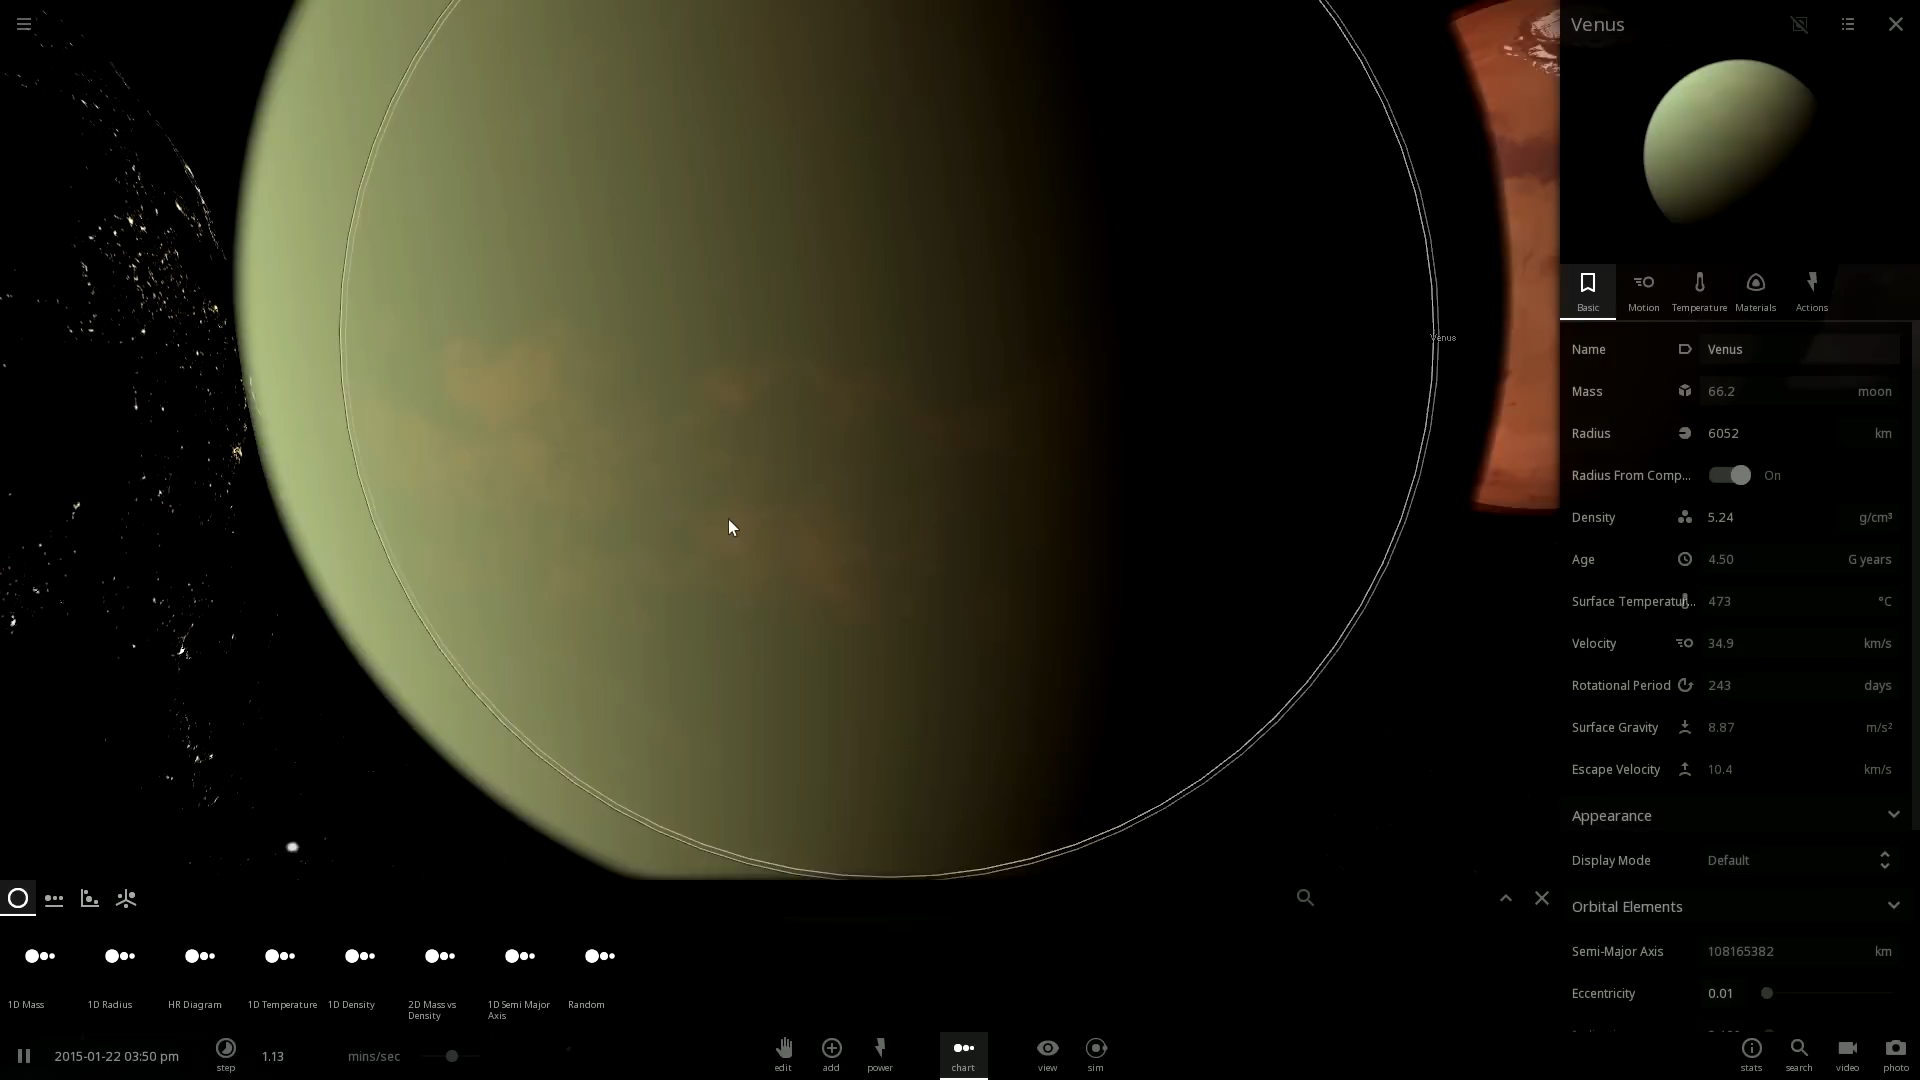 Venus
Basic
Motion
Temperature
Materials
Actions
Venus
Name Venus
Mass 66.2 moon
Radius 6052 km
Radius From Comp... On
Density 5.24 g/cm³
Age 4.50 G years
Surface Temperatur... 473 °C
Velocity 34.9 km/s
Rotational Period 243 days
Surface Gravity 8.87 m/s²
Escape Velocity 10.4 km/s
Appearance
Display Mode Default
Orbital Elements
Semi-Major Axis 108165382 km
Eccentricity 0.01
1D Mass
1D Radius
HR Diagram
1D Temperature
1D Density
2D Mass vs
Density
1D Semi Major
Axis
Random
2015-01-22 03:50 pm
step
1.13 mins/sec
edit
add
power
chart
view
sim
stats
search
video
photo